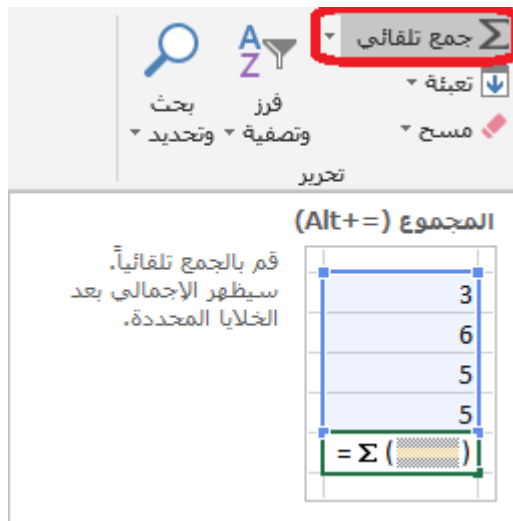 Σ جمع تلقائي
تعبئة
مسح
فرز وتصفية
بحث وتحديد
تحرير
المجموع (Alt+=)
قم بالجمع تلقائياً.
سيظهر الإجمالي بعد
الخلايا المحددة.
3
6
5
5
= Σ ( )